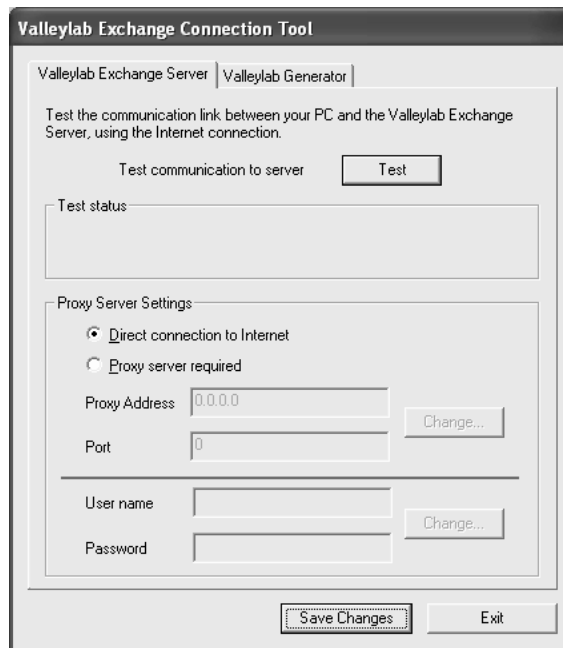 Valleylab Exchange Connection Tool
Valleylab Exchange Server
Valleylab Generator
Test the communication link between your PC and the Valleylab Exchange
Server, using the Internet connection.
Test communication to server
Test
Test status
Proxy Server Settings
Direct connection to Internet
Proxy server required
Proxy Address
0.0.0.0
Change...
Port
0
User name
Change...
Password
Save Changes
Exit